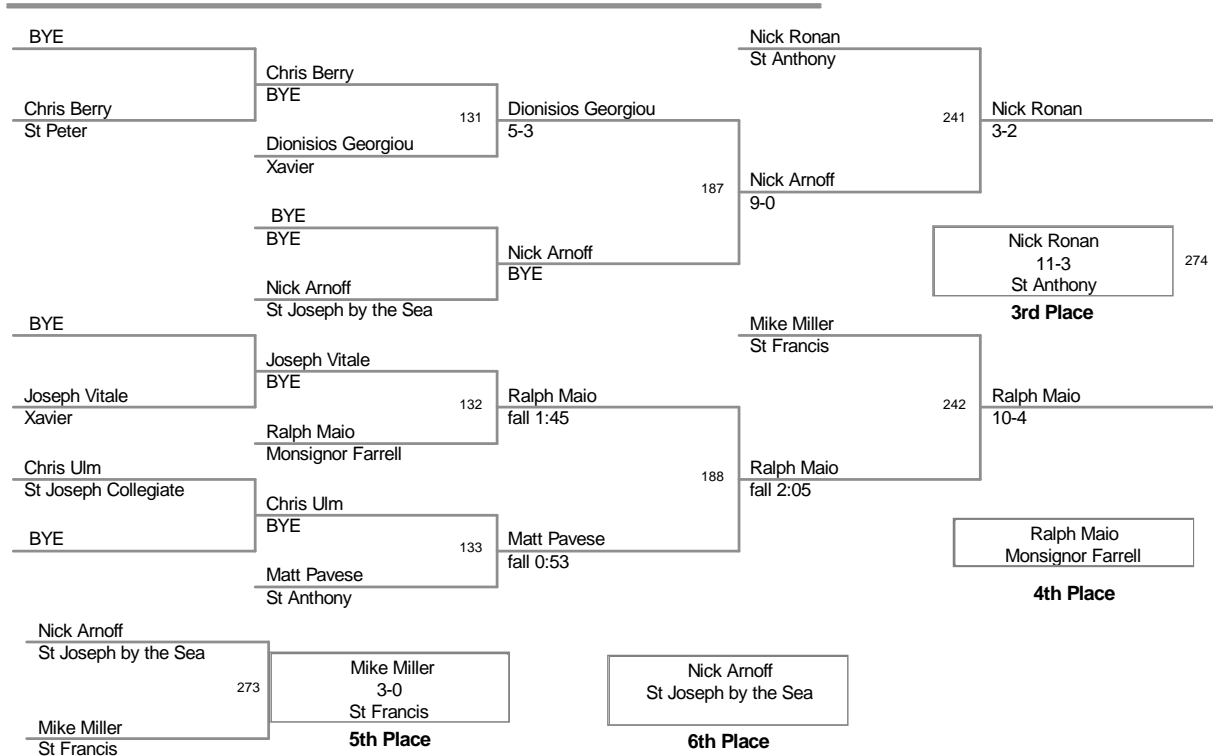 BYE
Chris Berry
St Peter
Chris Berry
BYE
131
Dionisios Georgiou
Xavier
Dionisios Georgiou
5-3
BYE
BYE
Nick Arnoff
St Joseph by the Sea
Nick Arnoff
BYE
187
Nick Arnoff
9-0
Nick Ronan
St Anthony
241
Nick Ronan
3-2
Nick Ronan
11-3
St Anthony
274
3rd Place
BYE
Joseph Vitale
Xavier
Joseph Vitale
BYE
132
Ralph Maio
Monsignor Farrell
Ralph Maio
fall 1:45
Chris Ulm
St Joseph Collegiate
BYE
Chris Ulm
BYE
133
Matt Pavese
St Anthony
Matt Pavese
fall 0:53
188
Ralph Maio
fall 2:05
Mike Miller
St Francis
242
Ralph Maio
10-4
Ralph Maio
Monsignor Farrell
4th Place
Nick Arnoff
St Joseph by the Sea
273
Mike Miller
St Francis
Mike Miller
3-0
St Francis
5th Place
Nick Arnoff
St Joseph by the Sea
6th Place